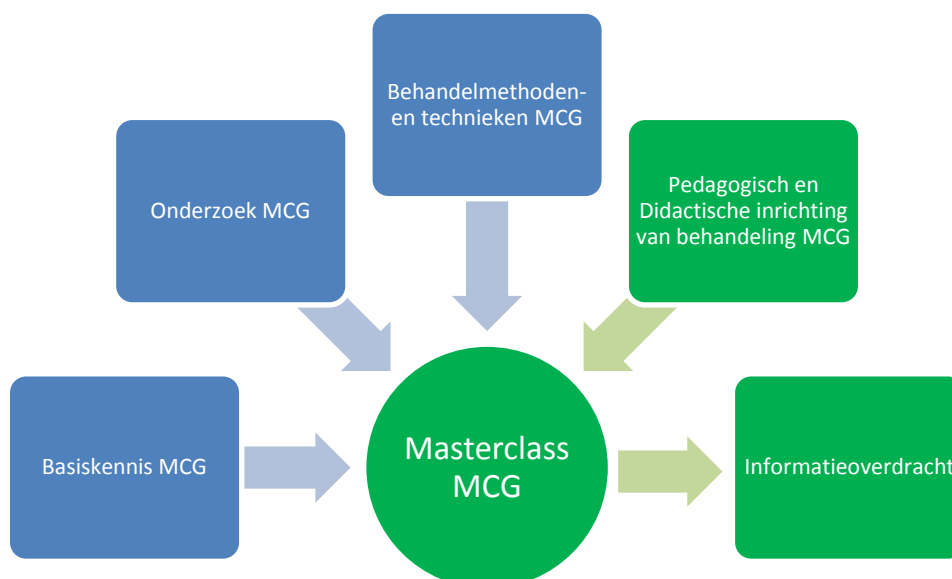 Behandelmethoden-
en technieken MCG
Onderzoek MCG
Pedagogisch en
Didactische inrichting
van behandeling MCG
Basiskennis MCG
Masterclass
MCG
Informatieoverdracht